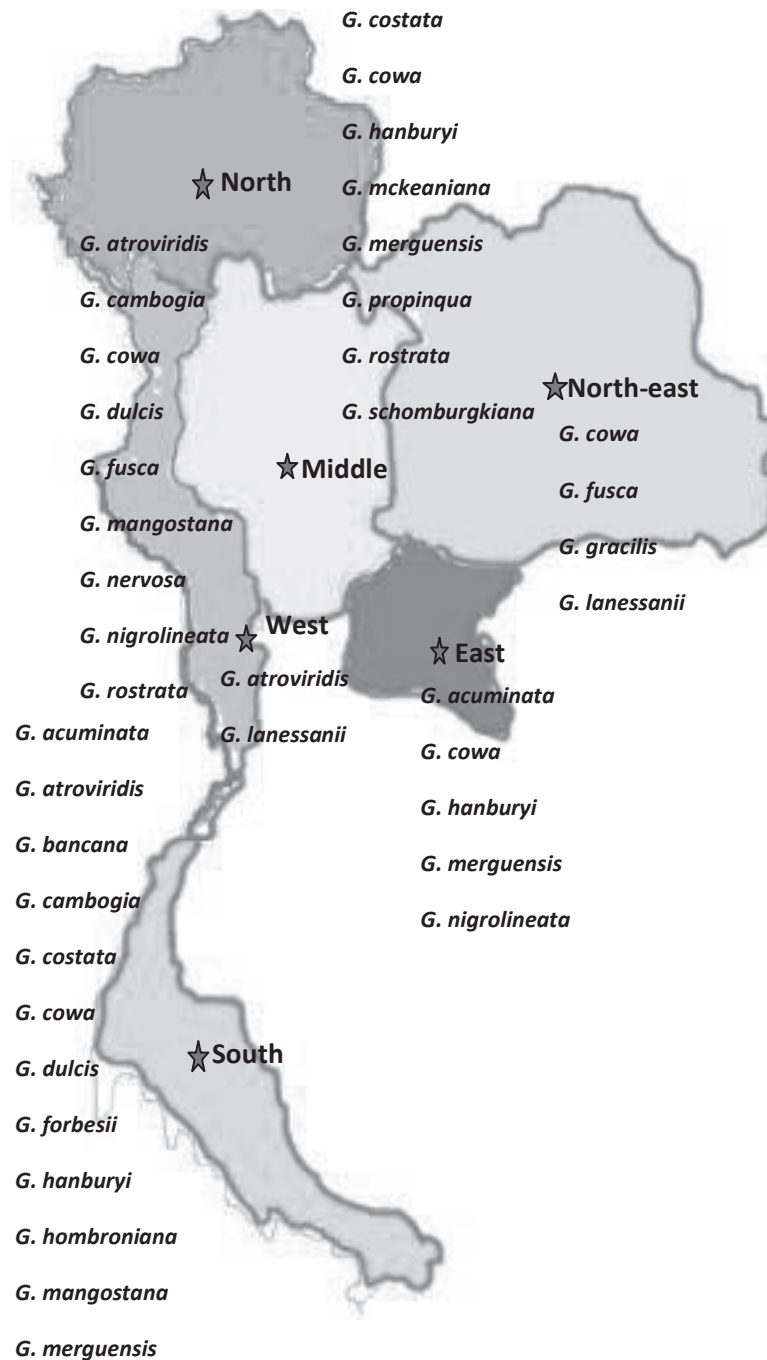 G. costata
G. cowa
G. hanburyi
G. mckeaniana
G. merguensis
G. propinqua
G. rostrata
G. schomburgkiana
North
G. atroviridis
G. cambogia
G. cowa
G. dulcis
G. fusca
G. mangostana
G. nervosa
G. nigrolineata
G. rostrata
North-east
G. cowa
G. fusca
G. gracilis
G. lanessanii
Middle
West
G. atroviridis
G. lanessanii
East
G. acuminata
G. cowa
G. hanburyi
G. merguensis
G. nigrolineata
G. acuminata
G. atroviridis
G. bancana
G. cambogia
G. costata
G. cowa
G. dulcis
G. forbesii
G. hanburyi
G. hombroniana
G. mangostana
G. merguensis
South